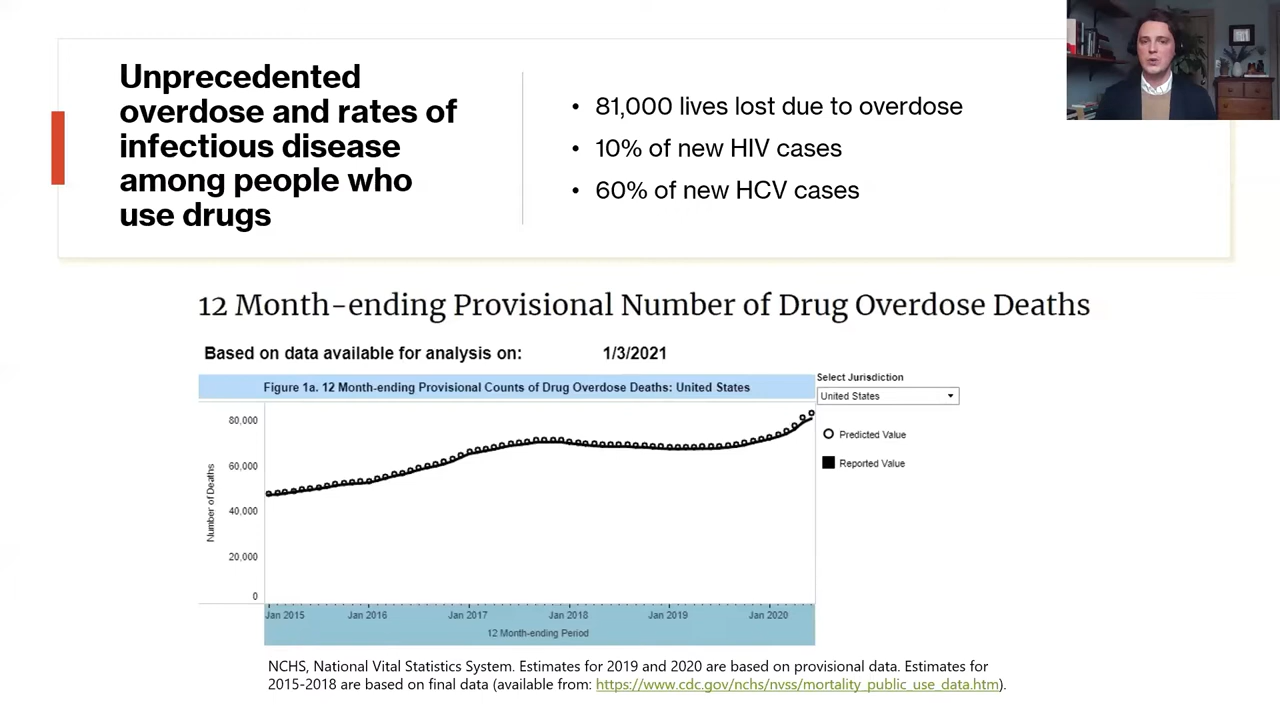 Unprecedented
overdose and rates of
infectious disease
among people who
use drugs
• 81,000 lives lost due to overdose
• 10% of new HIV cases
• 60% of new HCV cases
12 Month-ending Provisional Number of Drug Overdose Deaths
Based on data available for analysis on: 1/3/2021
Figure 1a. 12 Month-ending Provisional Counts of Drug Overdose Deaths: United States
Select Jurisdiction
United States
Predicted Value
Reported Value
Number of Deaths
80,000
60,000
40,000
20,000
0
Jan 2015 Jan 2016 Jan 2017 Jan 2018 Jan 2019 Jan 2020
12 Month-ending Period
NCHS, National Vital Statistics System. Estimates for 2019 and 2020 are based on provisional data. Estimates for
2015-2018 are based on final data (available from: https://www.cdc.gov/nchs/nvss/mortality_public_use_data.htm).